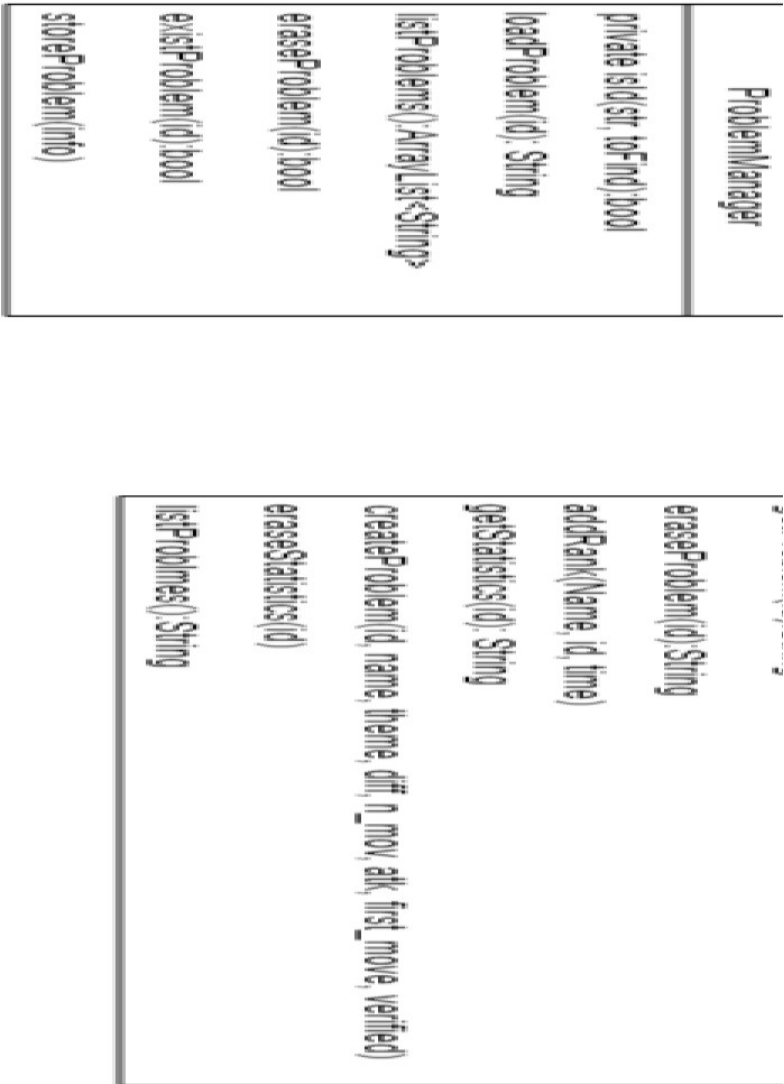 ProblemManager
private isId(str, toFind):bool
loadProblem(id) : String
listProblems() : ArrayList<String>
eraseProblem(id):bool
existProblem(id):bool
storeProblem(info)
eraseProblem(id):String
addRank(Name, id, time)
getStatistics(id) : String
createProblem(id, name, theme, dif, n_mov, atk, first_move, verified)
eraseStatistics(id)
listProblmes() : String